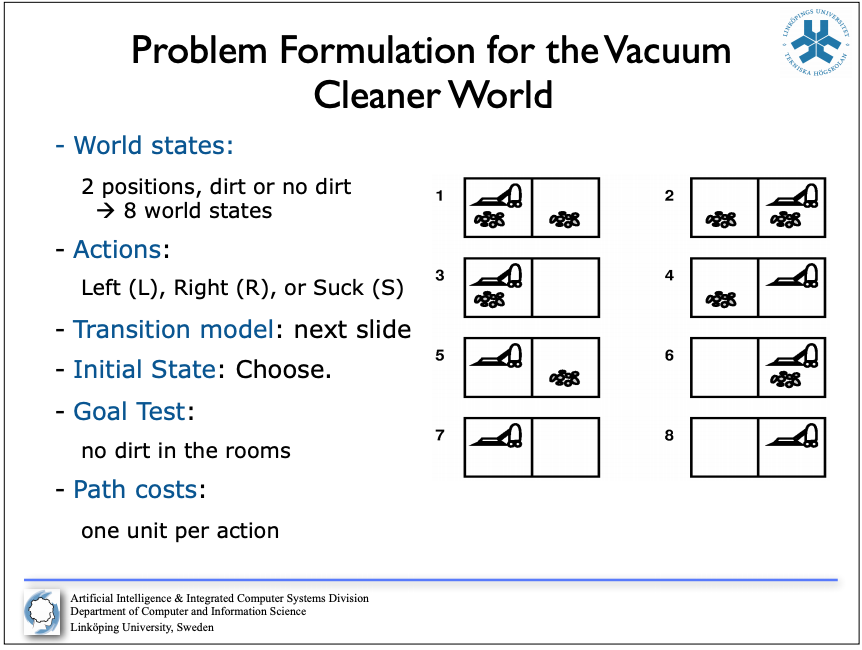 Problem Formulation for the Vacuum
Cleaner World
LINKÖPINGS UNIVERSITET
TEKNISKA HÖGSKOLAN
- World states:
2 positions, dirt or no dirt
→ 8 world states
- Actions:
Left (L), Right (R), or Suck (S)
- Transition model: next slide
- Initial State: Choose.
- Goal Test:
no dirt in the rooms
- Path costs:
one unit per action
1
2
3
4
5
6
7
8
Artificial Intelligence & Integrated Computer Systems Division
Department of Computer and Information Science
Linköping University, Sweden